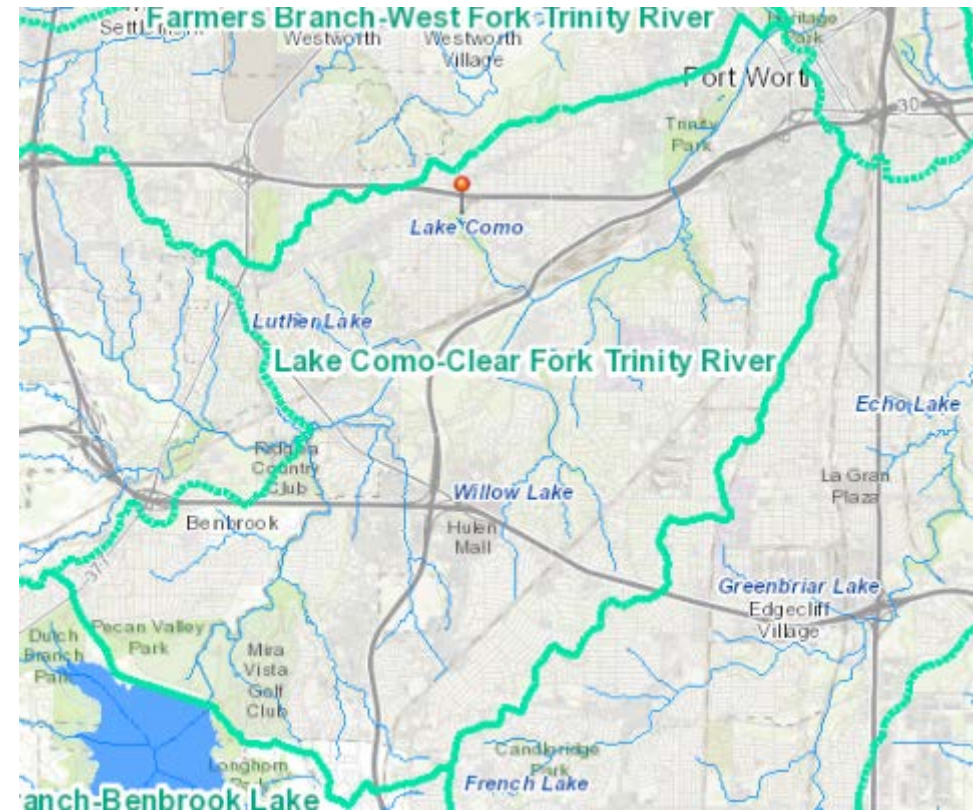 Farmers Branch-West Fork Trinity River
Westworth
Westworth
Village
Heritage
Park
Fort Wort
30
Trinity
Park
Lake Como
Luther Lake
Lake Como-Clear Fork Trinity River
Echo Lake
Ridglea
Country
Club
La Gran
Plaza
Willow Lake
Benbrook
Hulen
Mall
377
Greenbriar Lake
Edgecliff
Village
Dutch
Branch
Park
Pecan Valley
Park
Mira
Vista
Golf
Club
Longhorn
Candleridge
Park
French Lake
anch-Benbrook Lake